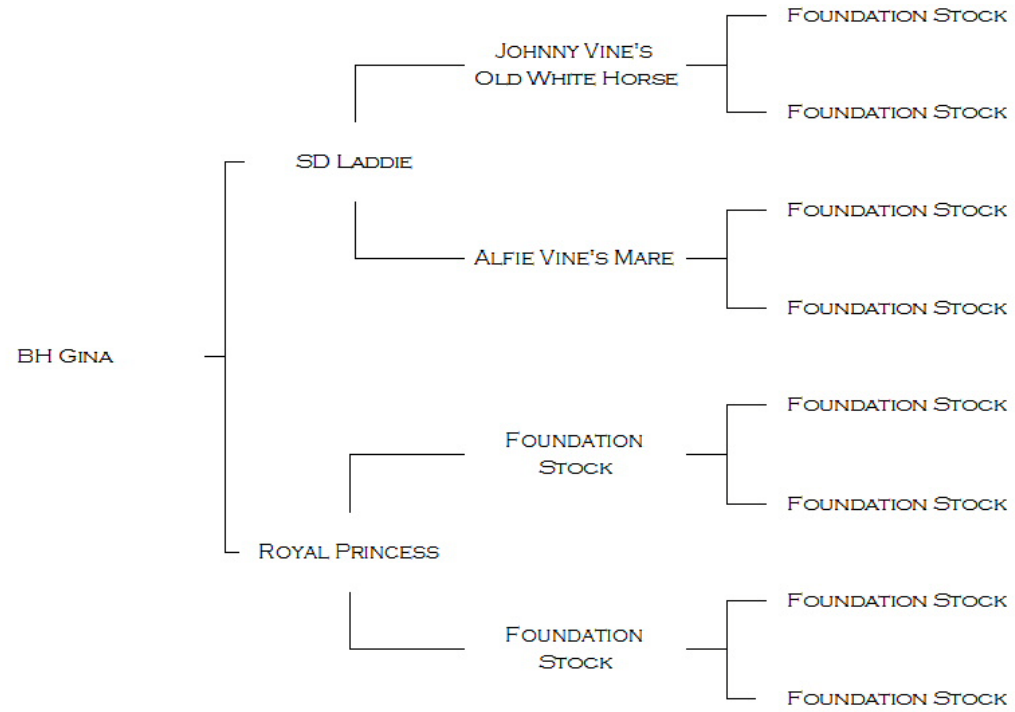 Foundation Stock
Johnny Vine's
Old White Horse
Foundation Stock
SD Laddie
Foundation Stock
Alfie Vine's Mare
Foundation Stock
BH Gina
Foundation Stock
Foundation
Stock
Foundation Stock
Royal Princess
Foundation Stock
Foundation
Stock
Foundation Stock